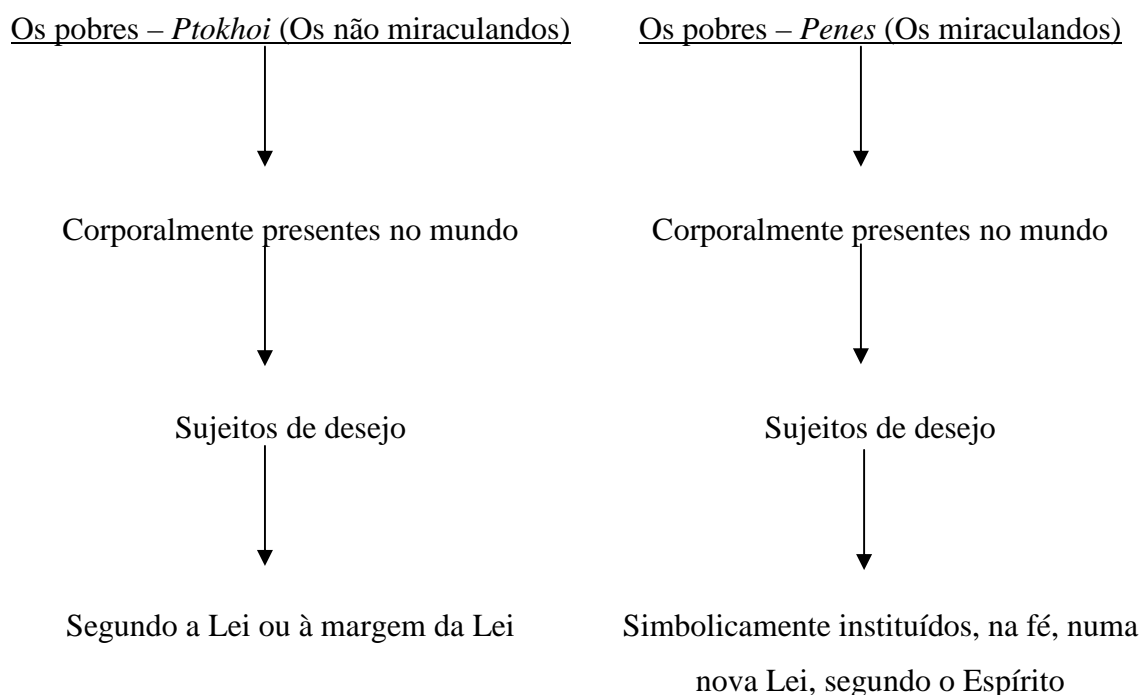 Os pobres – Ptokhoi (Os não miraculandos)
Corporalmente presentes no mundo
Sujeitos de desejo
Segundo a Lei ou à margem da Lei
Os pobres – Penes (Os miraculandos)
Corporalmente presentes no mundo
Sujeitos de desejo
Simbolicamente instituídos, na fé, numa
nova Lei, segundo o Espírito